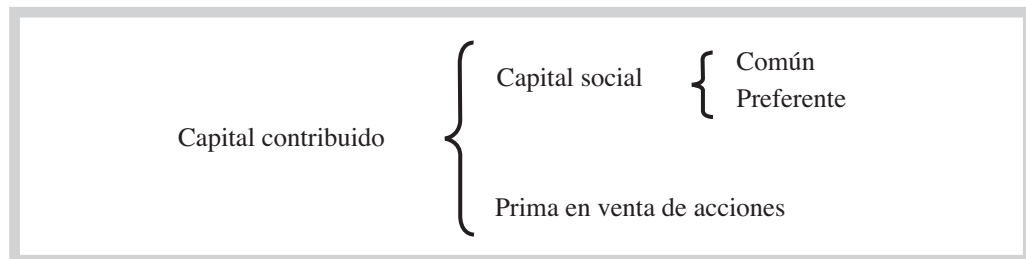 Capital contribuido
Capital social
Común
Preferente
Prima en venta de acciones